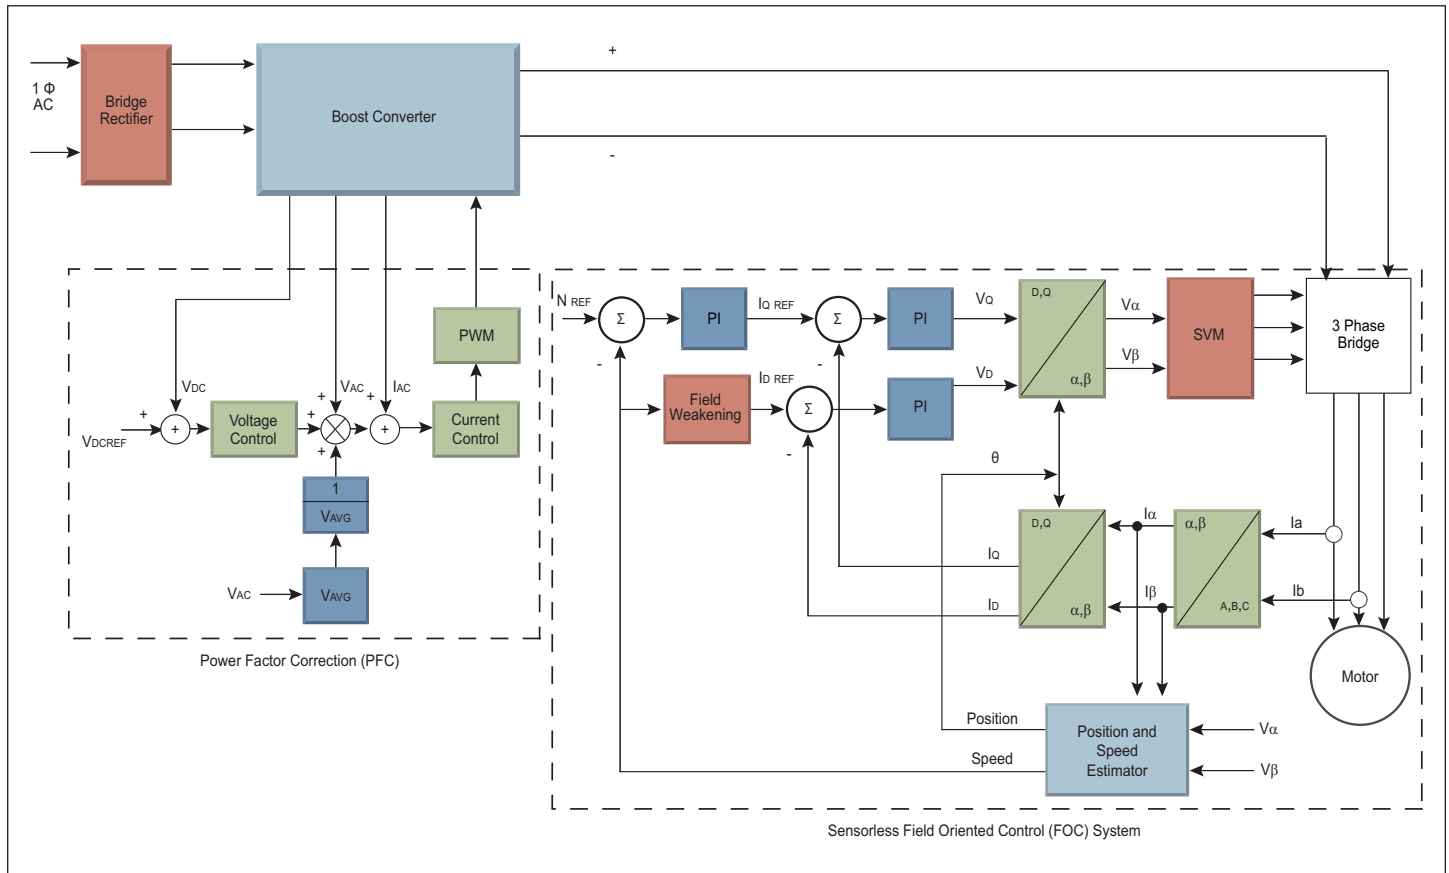 1 Φ
AC
Bridge
Rectifier
Boost Converter
+
-
N REF
Σ
-
PI
I Q REF
Σ
-
PI
VQ
D,Q
α,β
Vα
Vβ
SVM
3 Phase
Bridge
Field
Weakening
I D REF
Σ
-
PI
VD
PWM
VDC
VAC
IAC
+
+
+
+
VDCREF
+
Voltage
Control
+
+
Current
Control
1
VAVG
VAC
VAVG
Power Factor Correction (PFC)
θ
D,Q
α,β
IQ
ID
Iα
Iβ
α,β
A,B,C
Ia
Ib
Motor
Position
Speed
Position and
Speed
Estimator
Vα
Vβ
Sensorless Field Oriented Control (FOC) System